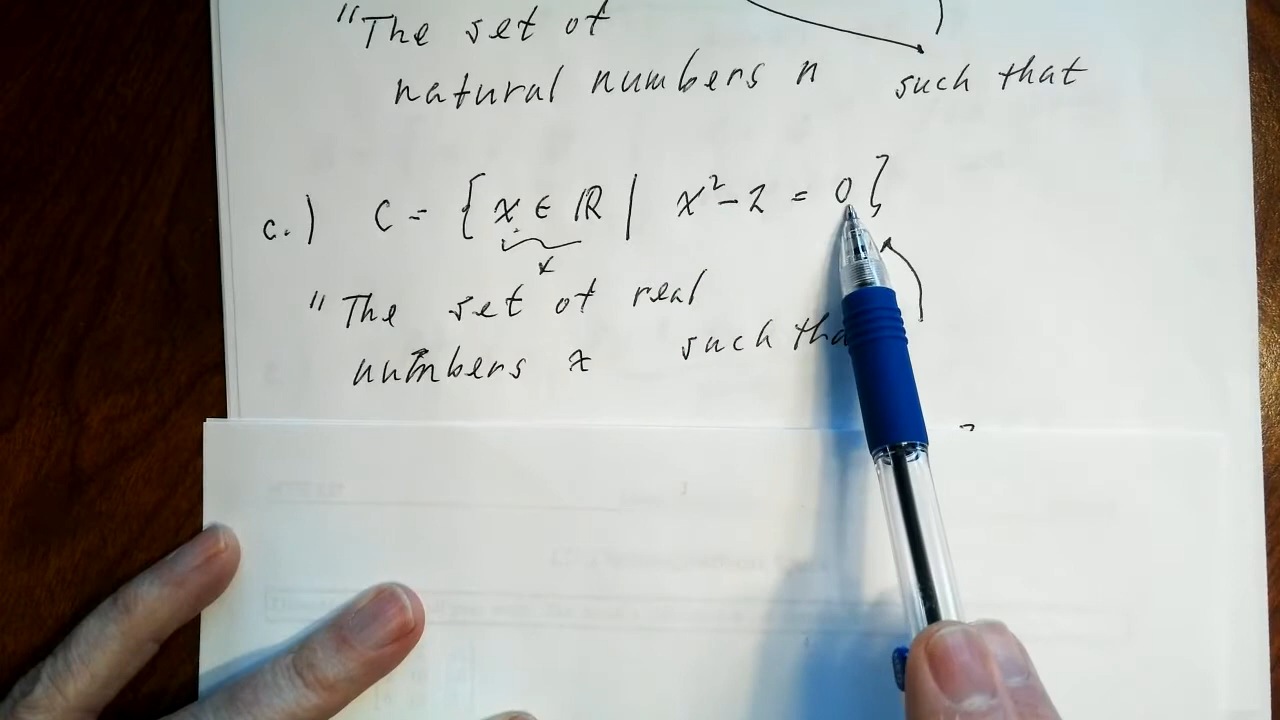 "The set of
natural numbers n such that
c.) C = { x ∈ ℝ | x² - 2 = 0 }
x
"The set of real
numbers x such tha